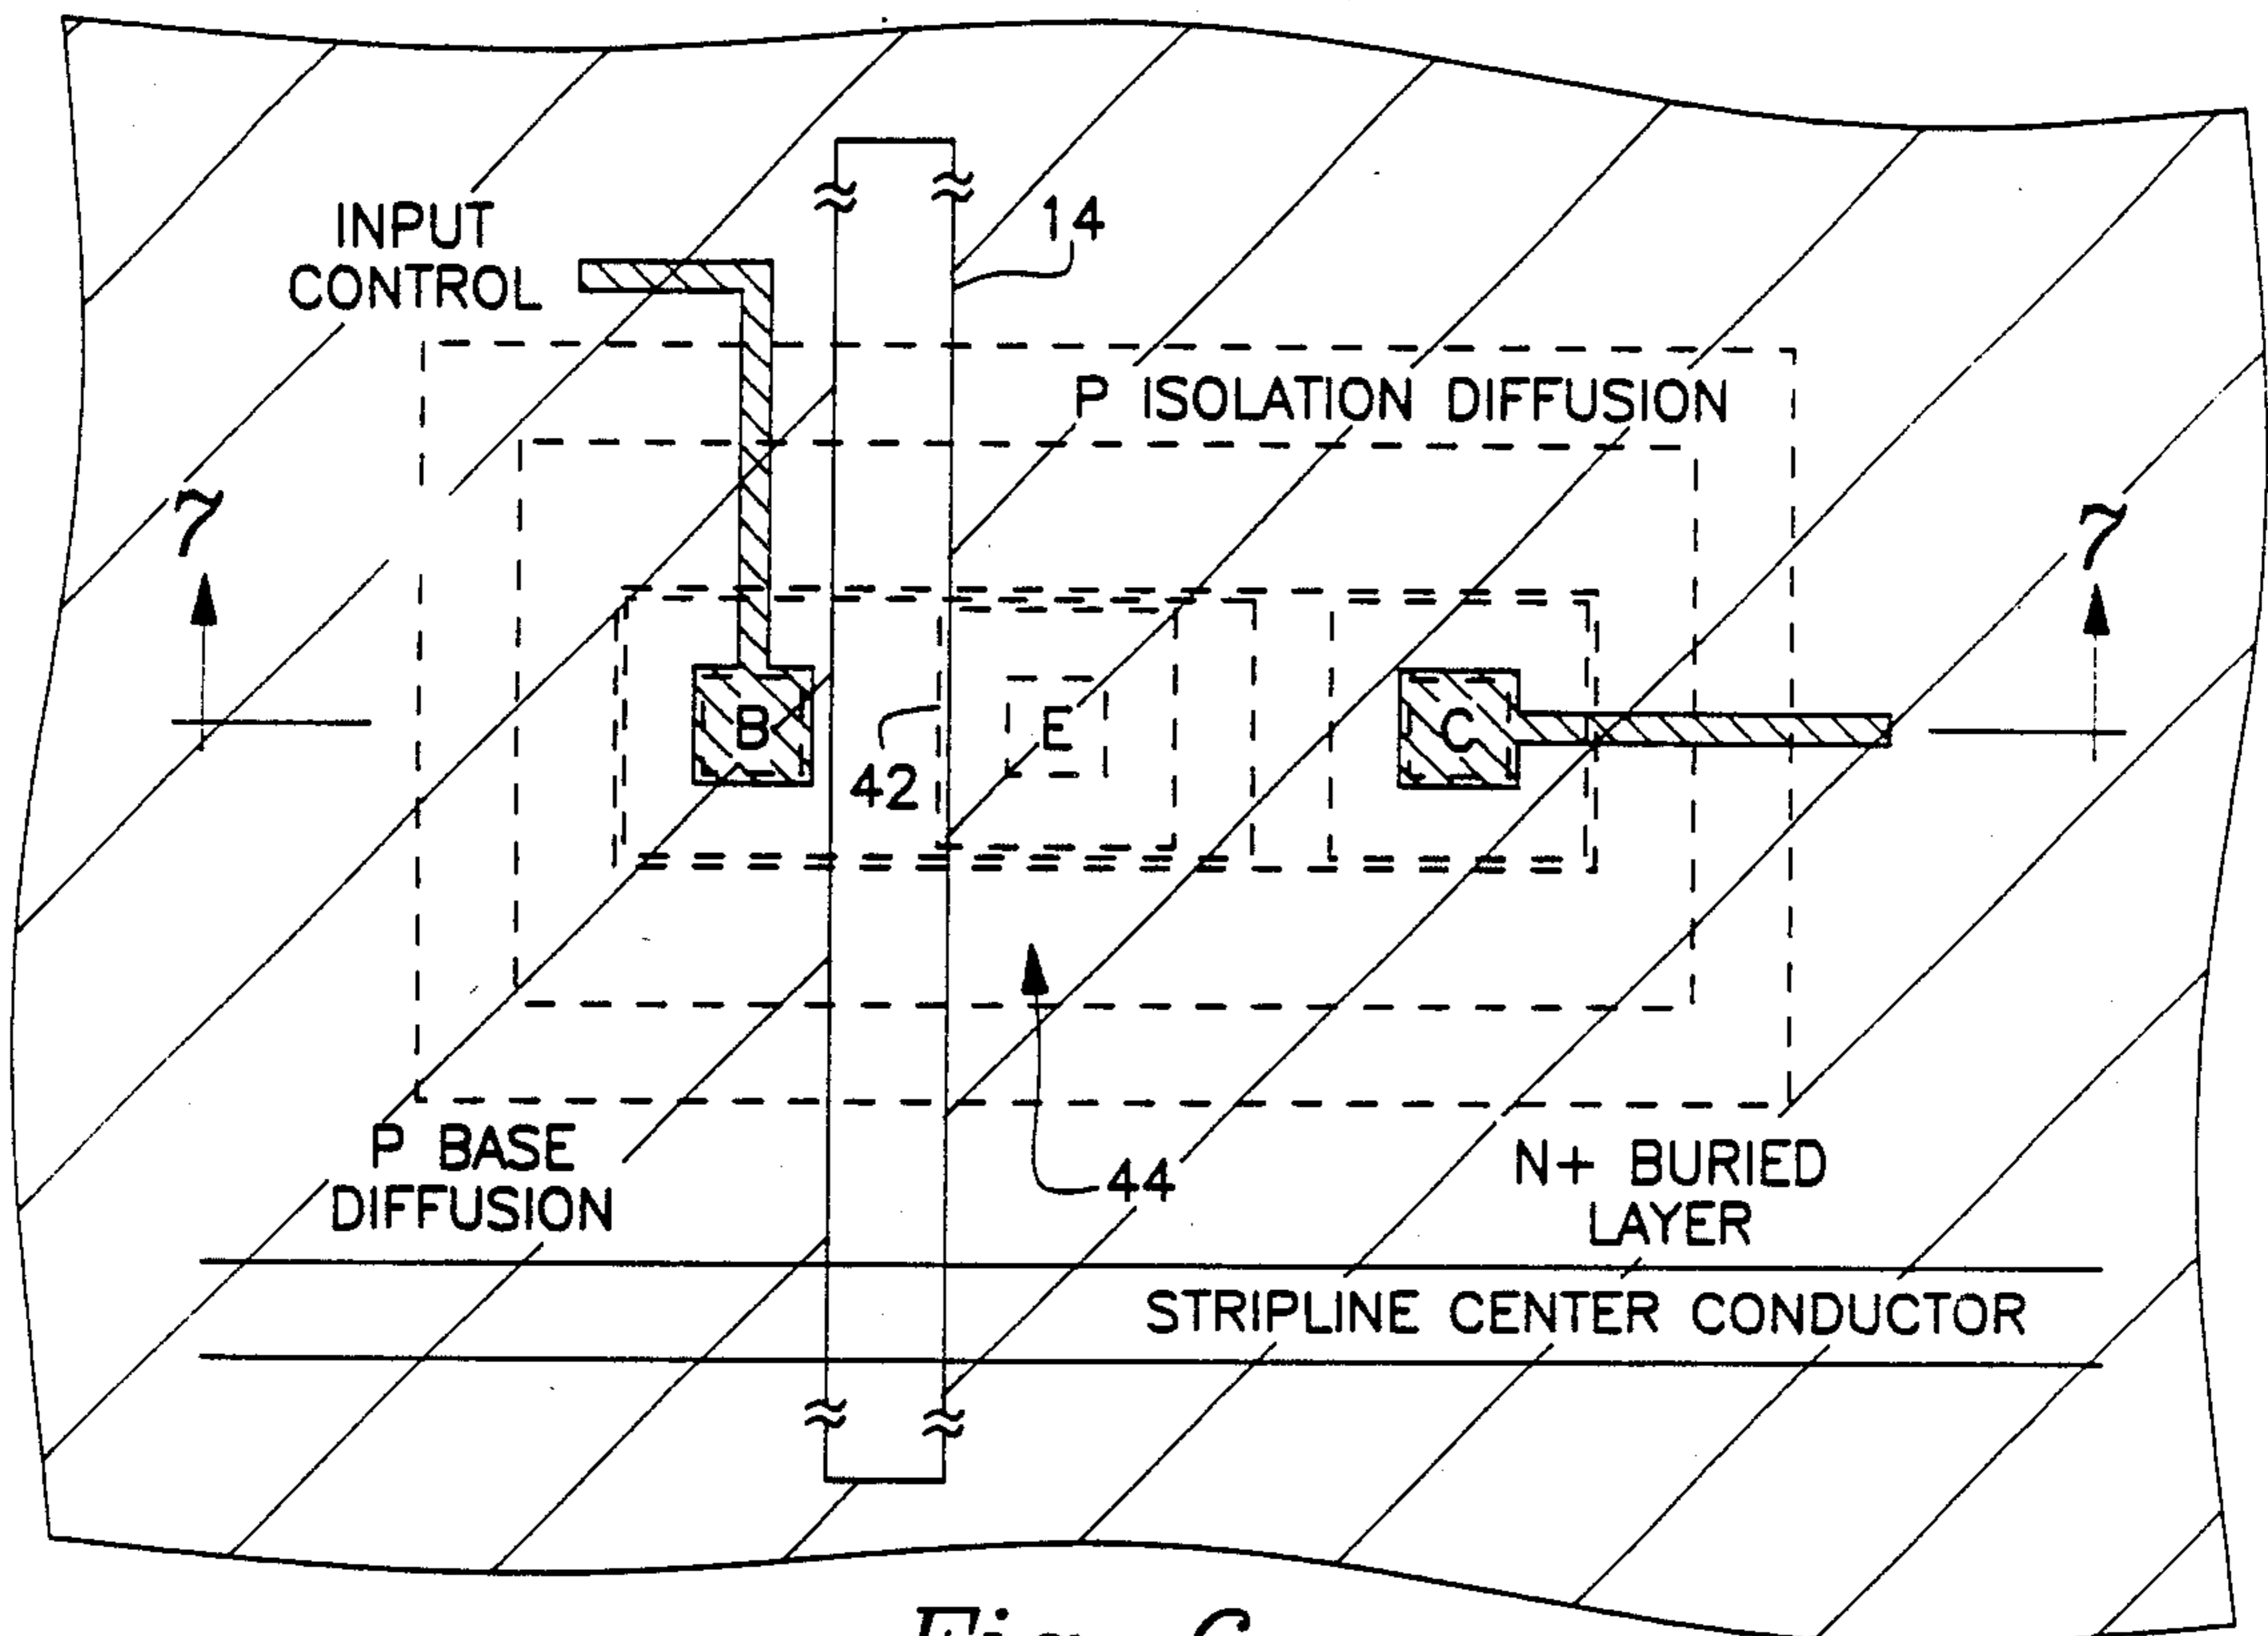 INPUT
CONTROL
14
P ISOLATION DIFFUSION
7
7
B
E
C
42
P BASE
DIFFUSION
44
N+ BURIED
LAYER
STRIPLINE CENTER CONDUCTOR